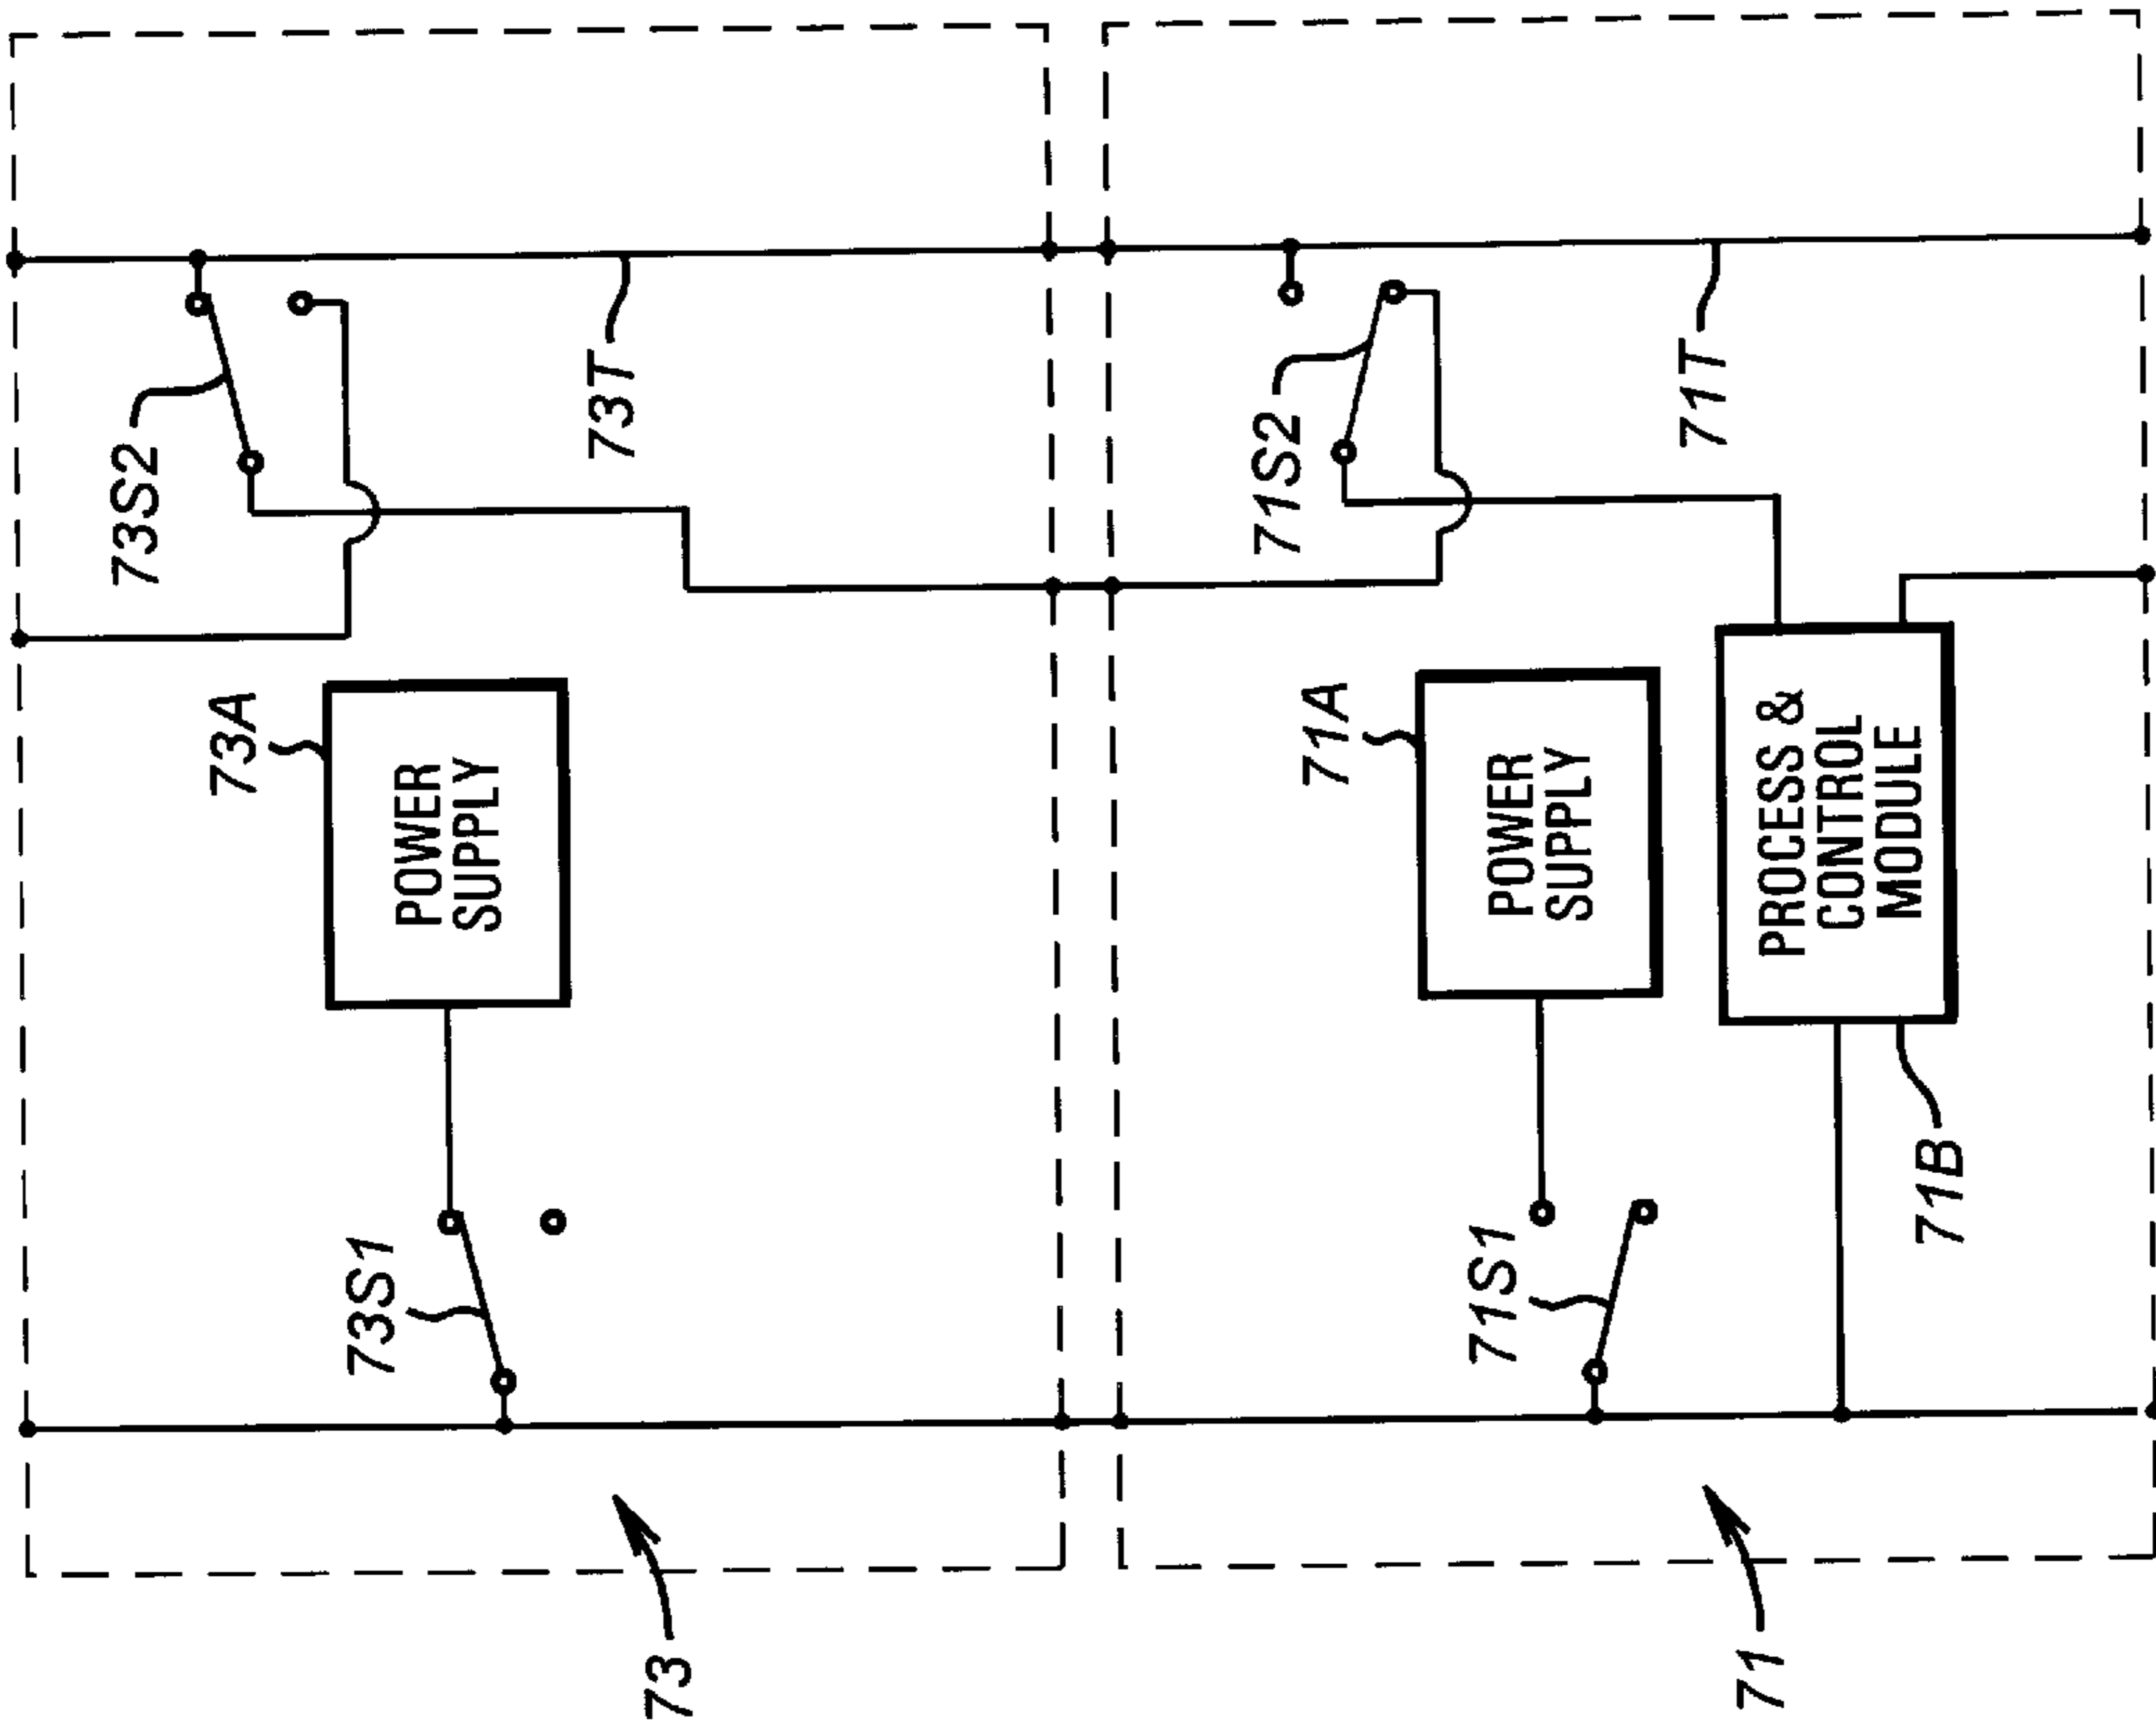 73S2
73T
73A
POWER
SUPPLY
73S1
73
71S2
71T
71A
POWER
SUPPLY
PROCESS &
CONTROL
MODULE
71S1
71B
71